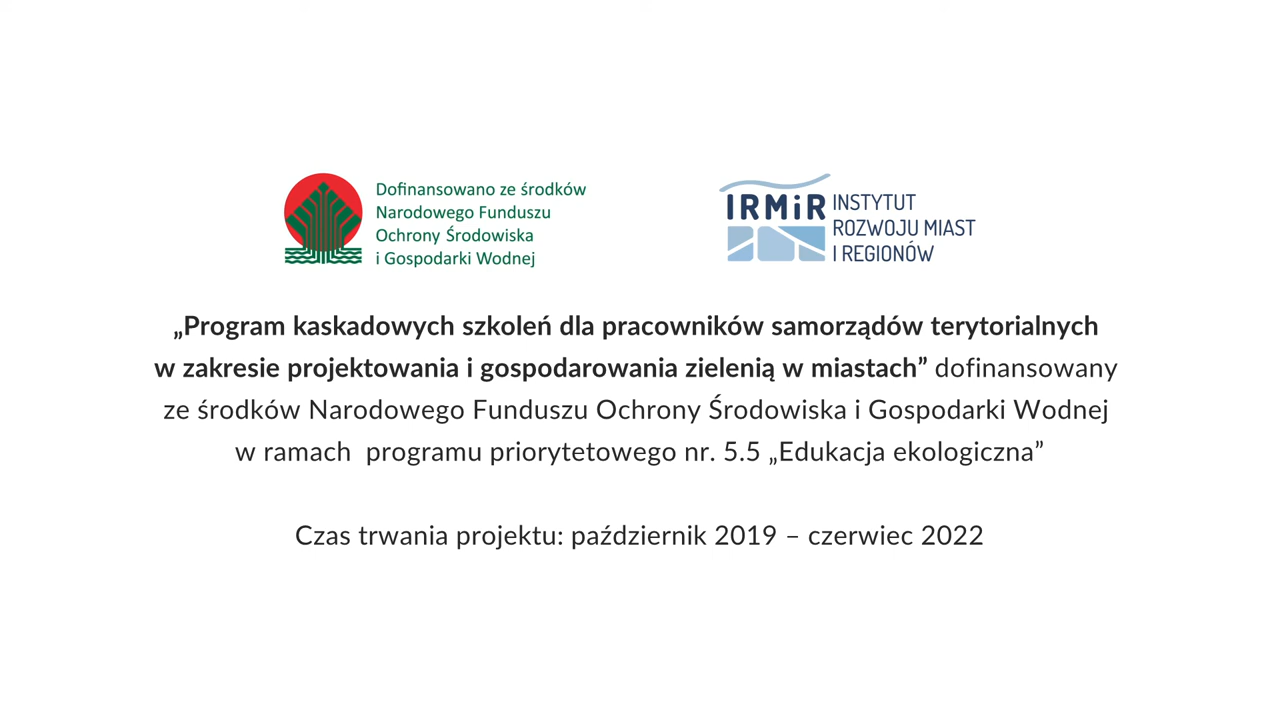 Dofinansowano ze środków
Narodowego Funduszu
Ochrony Środowiska
i Gospodarki Wodnej
IRMiR
INSTYTUT
ROZWOJU MIAST
I REGIONÓW
„Program kaskadowych szkoleń dla pracowników samorządów terytorialnych
w zakresie projektowania i gospodarowania zielenią w miastach” dofinansowany
ze środków Narodowego Funduszu Ochrony Środowiska i Gospodarki Wodnej
w ramach  programu priorytetowego nr. 5.5 „Edukacja ekologiczna”
Czas trwania projektu: październik 2019 – czerwiec 2022